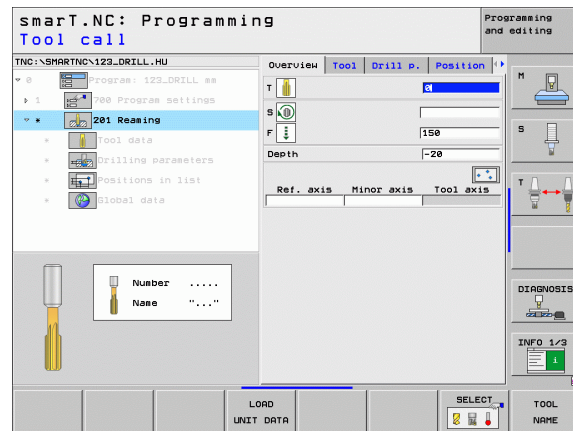 smarT.NC: Programming
Tool call
Programming
and editing
TNC:\SMARTNC\123_DRILL.HU
0 Program: 123_DRILL mm
1 700 Program settings
* 201 Reaming
* Tool data
* Drilling parameters
* Positions in list
* Global data
Overview Tool Drill p. Position
T 0
S
F 150
Depth -20
Ref. axis Minor axis Tool axis
Number .....
Name "..."
M
S
T
DIAGNOSIS
INFO 1/3
i
LOAD
UNIT DATA
SELECT
TOOL
NAME